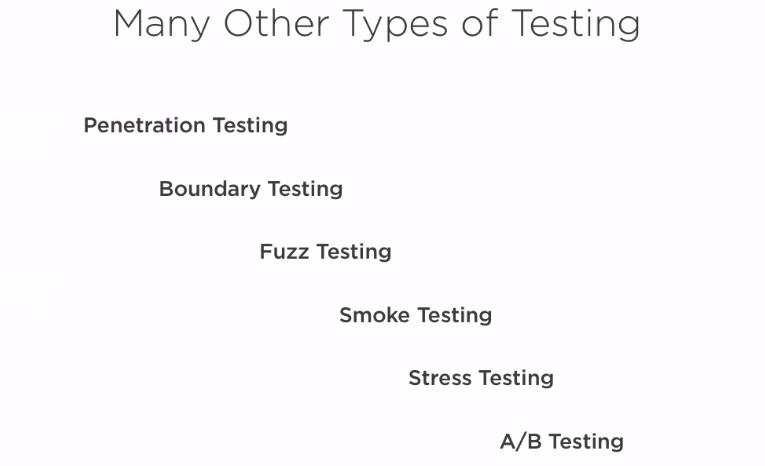 Many Other Types of Testing
Penetration Testing
Boundary Testing
Fuzz Testing
Smoke Testing
Stress Testing
A/B Testing